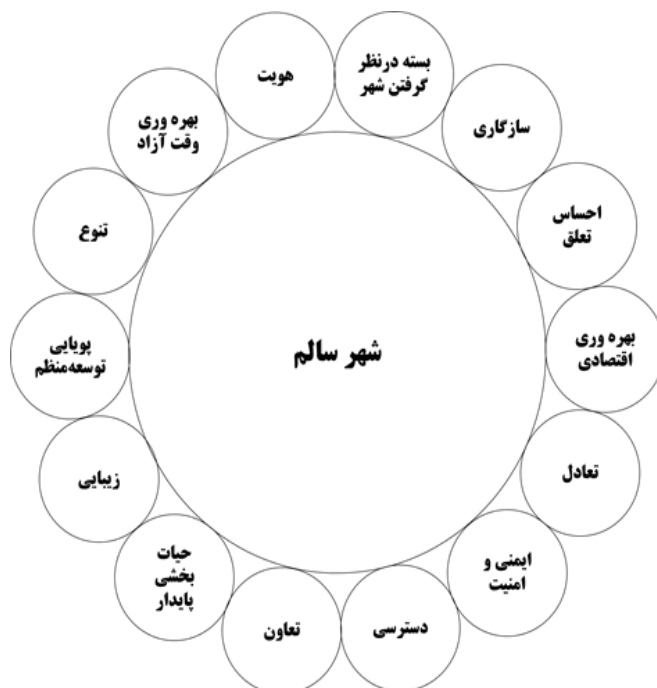 بسته درنظر
گرفتن شهر
سازگاری
احساس
تعلق
بهره وری
اقتصادی
تعادل
ایمنی و
امنیت
دسترسی
تعاون
حیات
بخشی
پایدار
زیبایی
پویایی
توسعه‌منظم
تنوع
بهره وری
وقت آزاد
هویت
شهر سالم